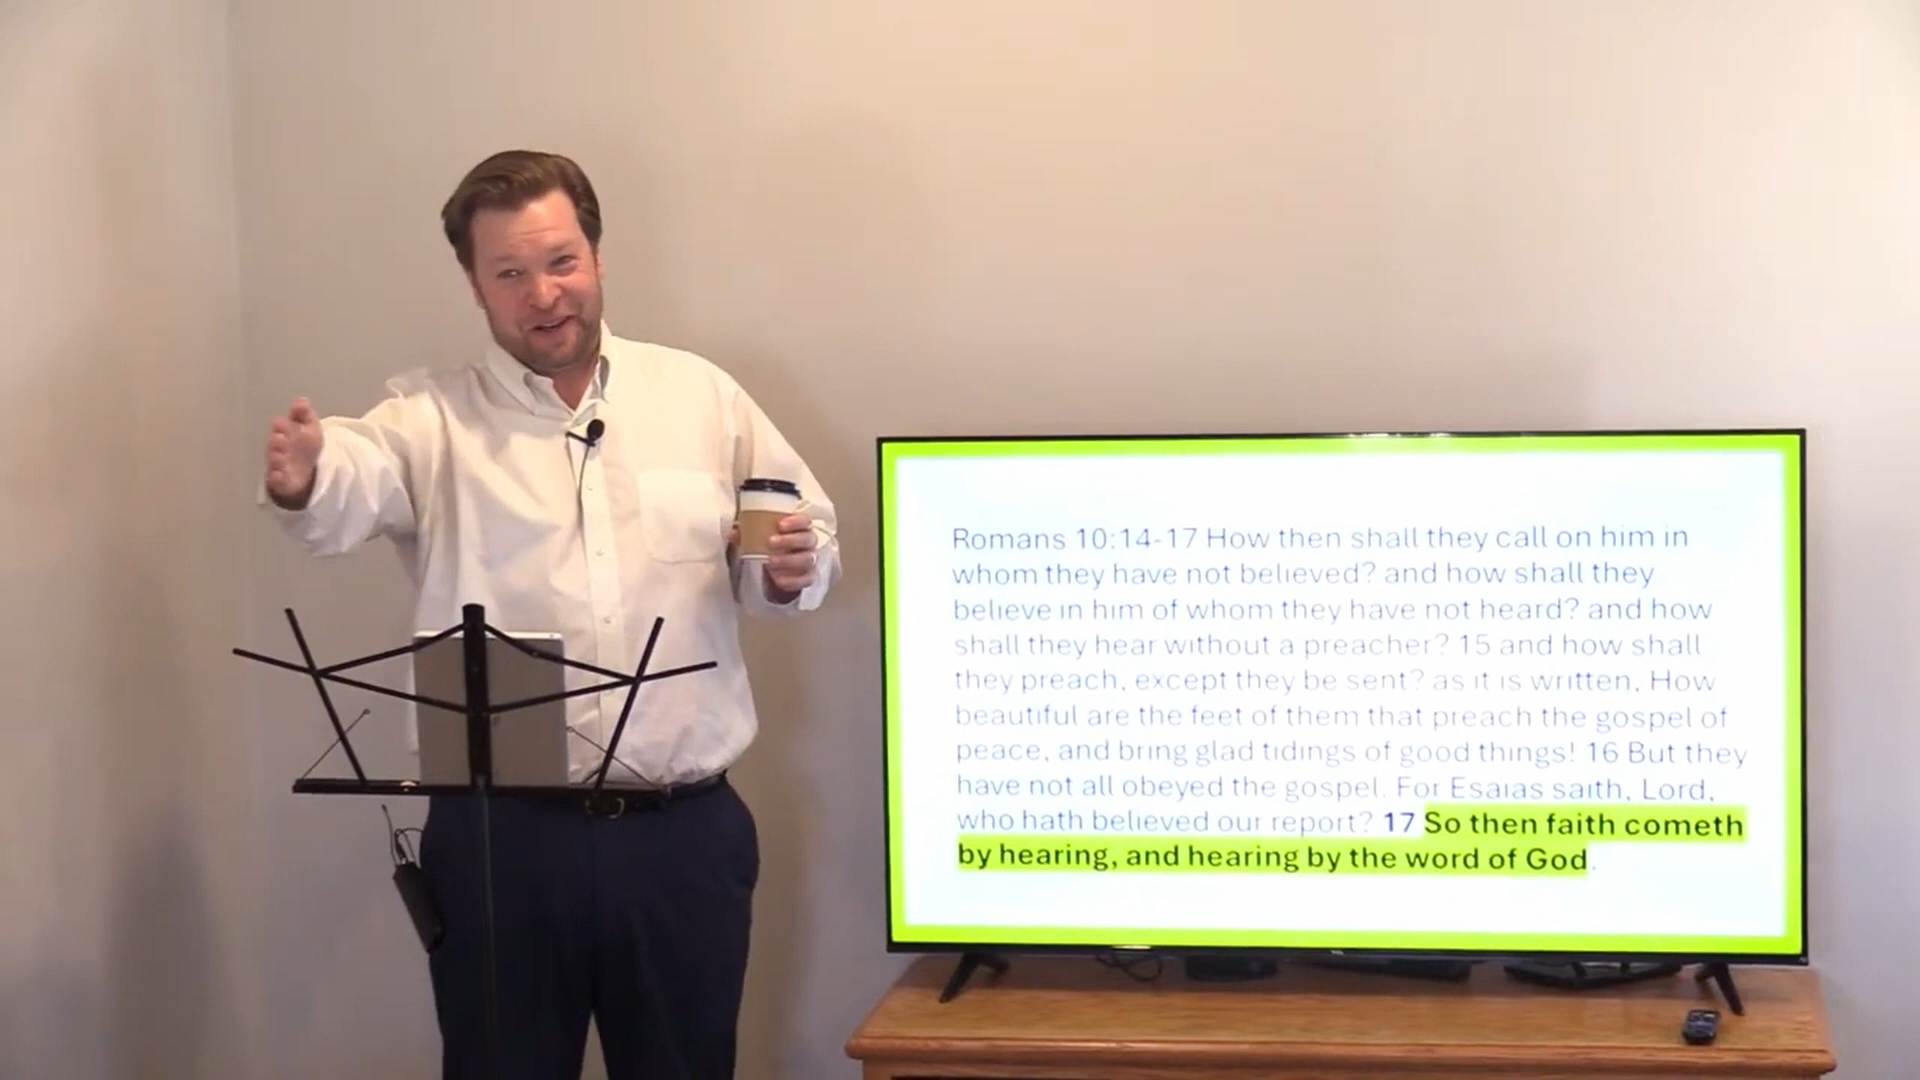 Romans 10:14-17 How then shall they call on him in
whom they have not believed? and how shall they
believe in him of whom they have not heard? and how
shall they hear without a preacher? 15 and how shall
they preach, except they be sent? as it is written, How
beautiful are the feet of them that preach the gospel of
peace, and bring glad tidings of good things! 16 But they
have not all obeyed the gospel. For Esaias saith, Lord,
who hath believed our report? 17 So then faith cometh
by hearing, and hearing by the word of God.